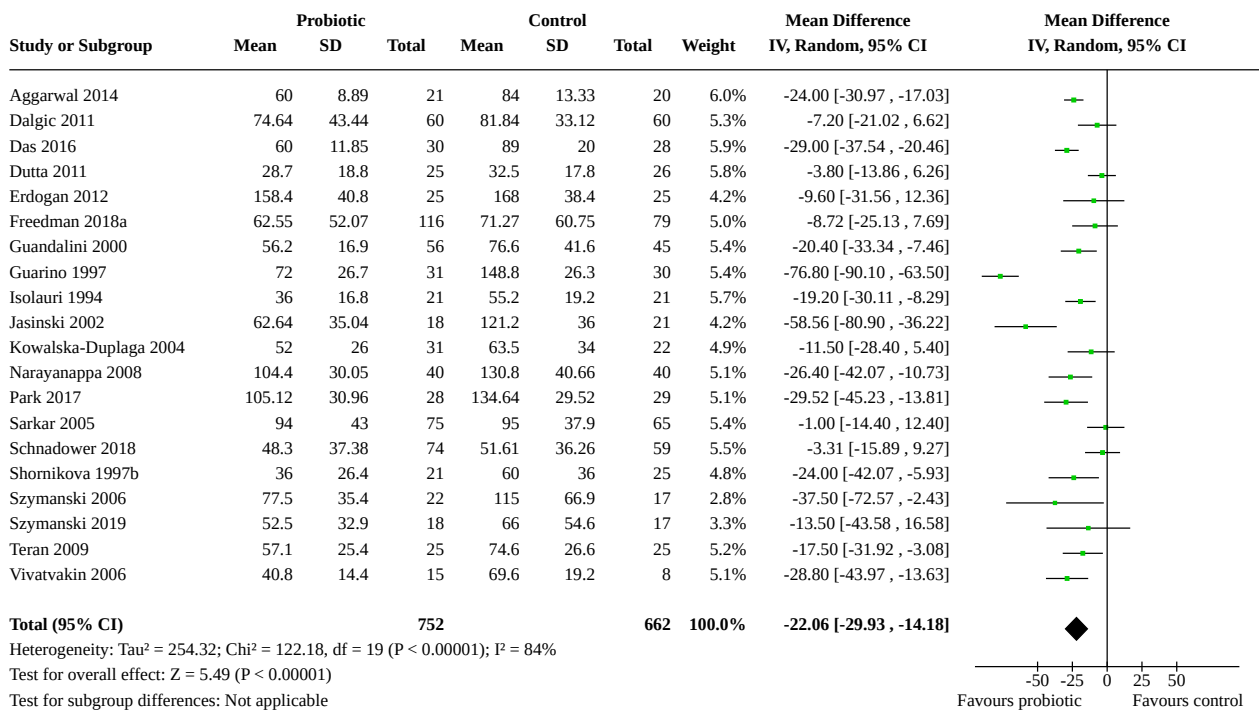 Probiotic Control Mean Difference Mean Difference
Study or Subgroup Mean SD Total Mean SD Total Weight IV, Random, 95% CI IV, Random, 95% CI
Aggarwal 2014 60 8.89 21 84 13.33 20 6.0% -24.00 [-30.97 , -17.03]
Dalgic 2011 74.64 43.44 60 81.84 33.12 60 5.3% -7.20 [-21.02 , 6.62]
Das 2016 60 11.85 30 89 20 28 5.9% -29.00 [-37.54 , -20.46]
Dutta 2011 28.7 18.8 25 32.5 17.8 26 5.8% -3.80 [-13.86 , 6.26]
Erdogan 2012 158.4 40.8 25 168 38.4 25 4.2% -9.60 [-31.56 , 12.36]
Freedman 2018a 62.55 52.07 116 71.27 60.75 79 5.0% -8.72 [-25.13 , 7.69]
Guandalini 2000 56.2 16.9 56 76.6 41.6 45 5.4% -20.40 [-33.34 , -7.46]
Guarino 1997 72 26.7 31 148.8 26.3 30 5.4% -76.80 [-90.10 , -63.50]
Isolauri 1994 36 16.8 21 55.2 19.2 21 5.7% -19.20 [-30.11 , -8.29]
Jasinski 2002 62.64 35.04 18 121.2 36 21 4.2% -58.56 [-80.90 , -36.22]
Kowalska-Duplaga 2004 52 26 31 63.5 34 22 4.9% -11.50 [-28.40 , 5.40]
Narayanappa 2008 104.4 30.05 40 130.8 40.66 40 5.1% -26.40 [-42.07 , -10.73]
Park 2017 105.12 30.96 28 134.64 29.52 29 5.1% -29.52 [-45.23 , -13.81]
Sarkar 2005 94 43 75 95 37.9 65 5.4% -1.00 [-14.40 , 12.40]
Schnadower 2018 48.3 37.38 74 51.61 36.26 59 5.4% -3.31 [-15.89 , 9.27]
Shornikova 1997b 36 26.4 21 60 36 25 4.8% -24.00 [-42.07 , -5.93]
Szymanski 2006 77.5 35.4 22 115 66.9 17 2.8% -37.50 [-72.57 , -2.43]
Szymanski 2019 52.5 32.9 18 66 54.6 17 3.3% -13.50 [-43.58 , 16.58]
Teran 2009 57.1 25.4 25 74.6 26.6 25 5.2% -17.50 [-31.92 , -3.08]
Vivatvakin 2006 40.8 14.4 15 69.6 19.2 8 5.1% -28.80 [-43.97 , -13.63]
Total (95% CI) 752 662 100.0% -22.06 [-29.93 , -14.18]
Heterogeneity: Tau² = 254.32; Chi² = 122.18, df = 19 (P < 0.00001); I² = 84%
Test for overall effect: Z = 5.49 (P < 0.00001) -50 -25 0 25 50
Test for subgroup differences: Not applicable Favours probiotic Favours control